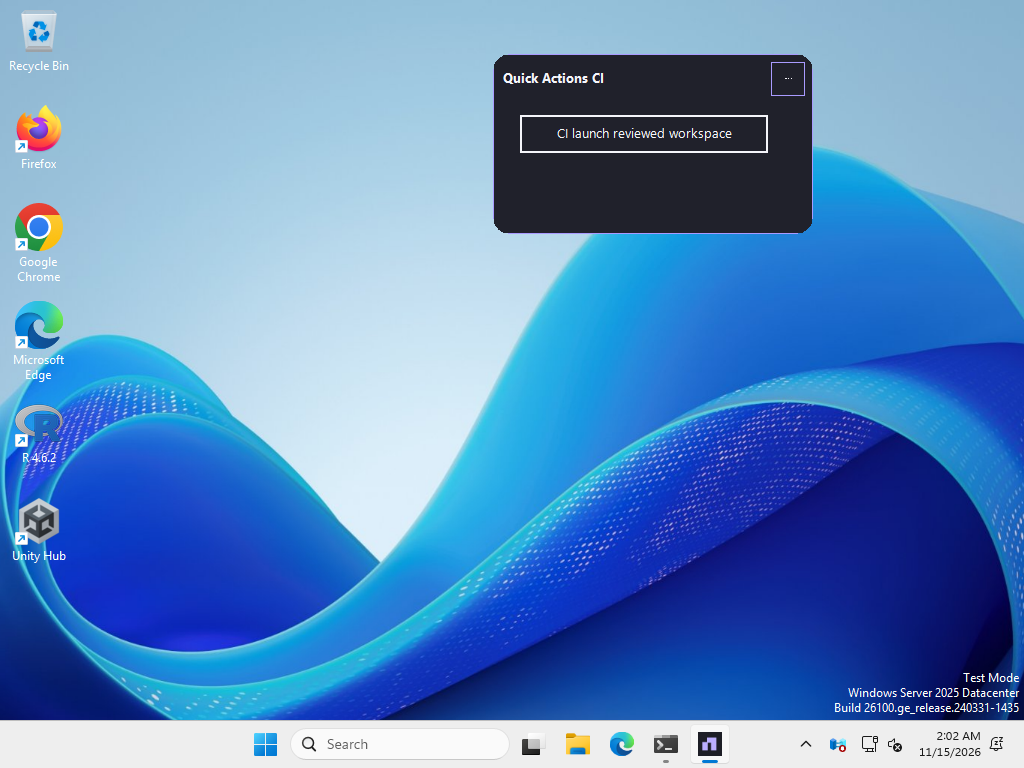 Recycle Bin
Firefox
Google
Chrome
Microsoft
Edge
R 4.6.2
Unity Hub
Quick Actions CI
...
CI launch reviewed workspace
Test Mode
Windows Server 2025 Datacenter
Build 26100.ge_release.240331-1435
Search
2:02 AM
11/15/2026